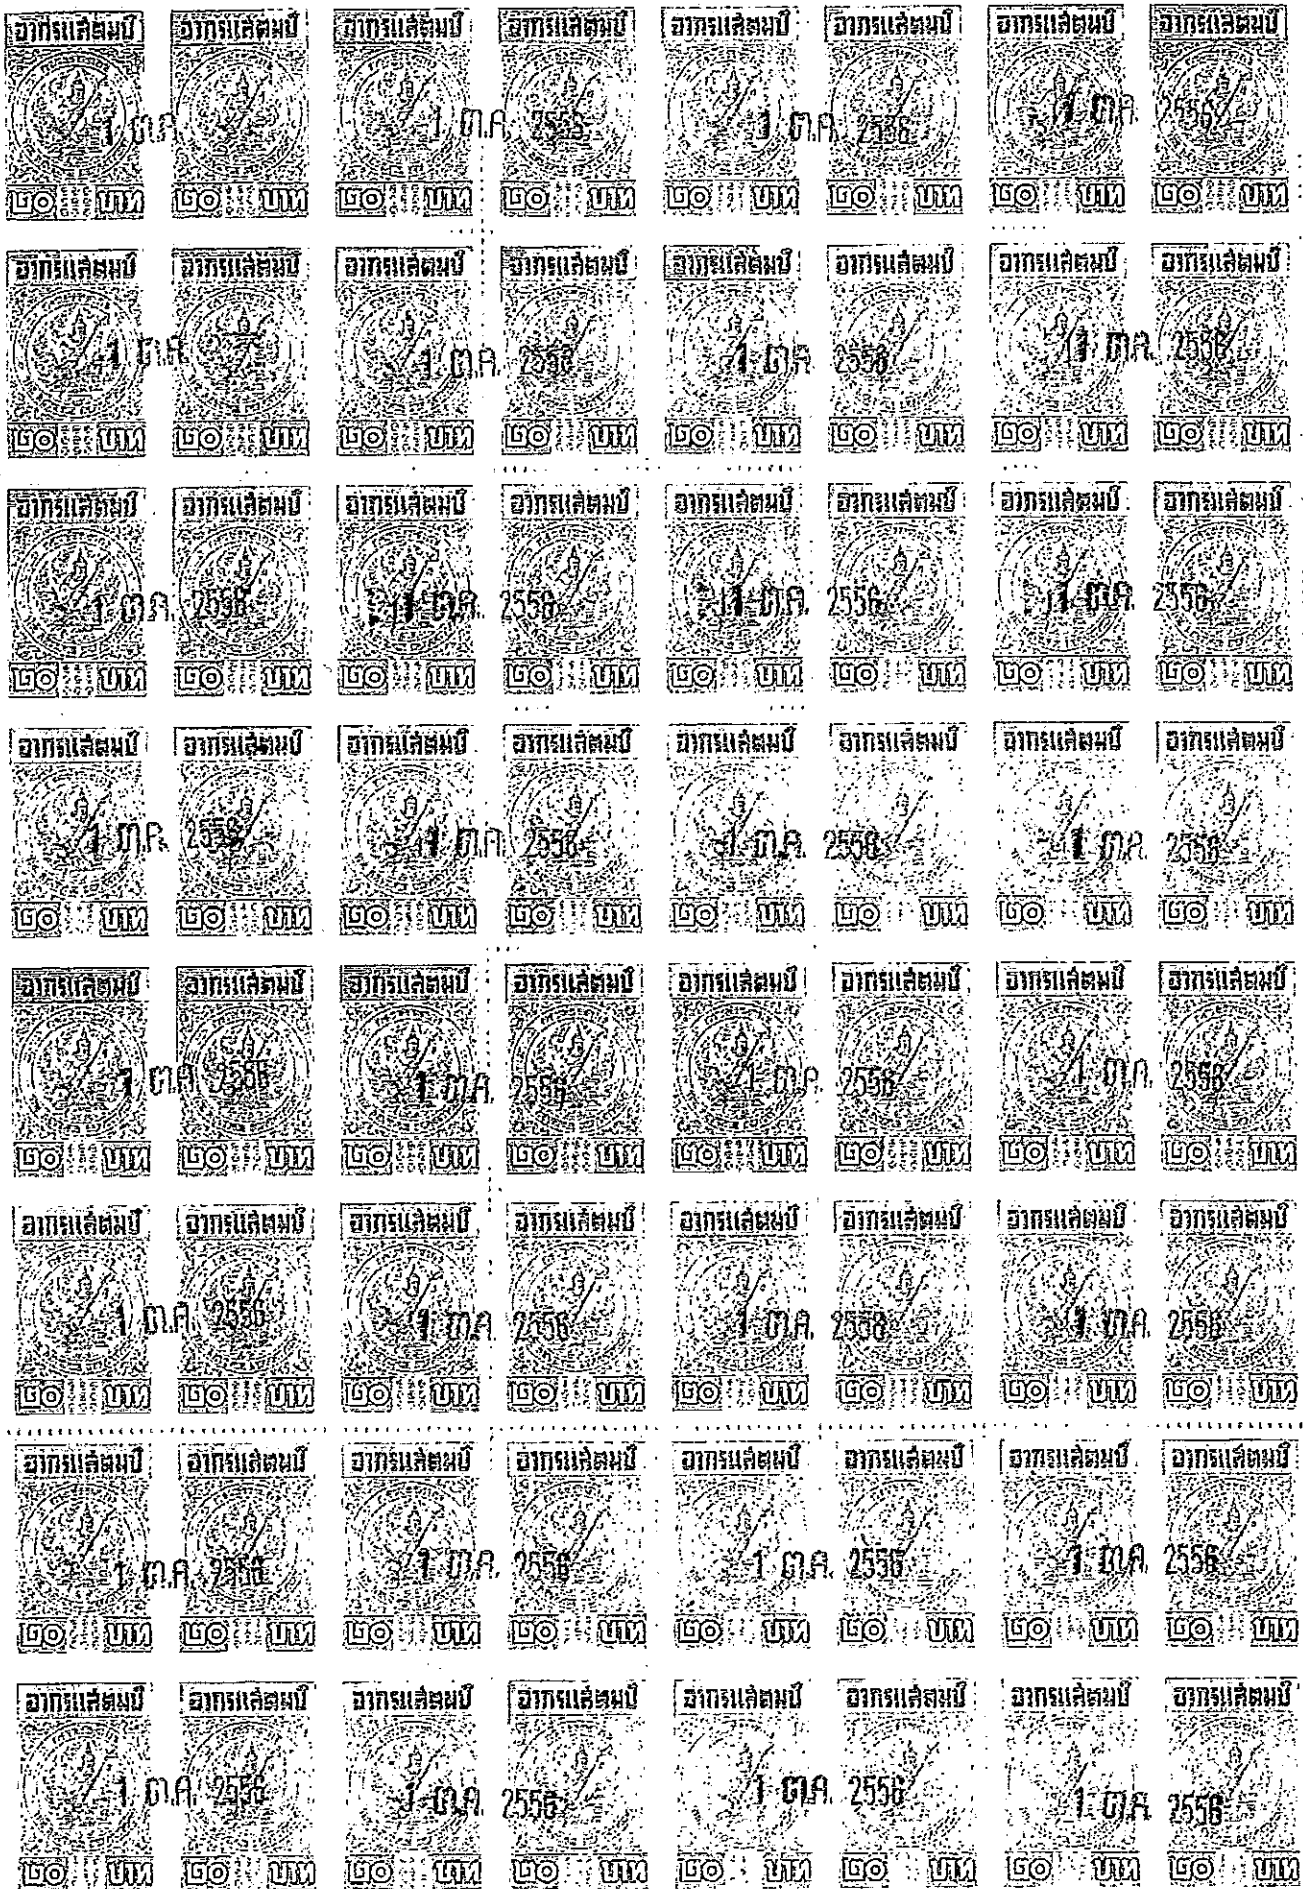 อากรแสตมป์ อากรแสตมป์ อากรแสตมป์ อากรแสตมป์ อากรแสตมป์ อากรแสตมป์ อากรแสตมป์ อากรแสตมป์
1 ต.ค. 1 ต.ค. 2556 1 ต.ค. 2556 1 ต.ค. 2556
๒๐ บาท ๒๐ บาท ๒๐ บาท ๒๐ บาท ๒๐ บาท ๒๐ บาท ๒๐ บาท ๒๐ บาท
อากรแสตมป์ อากรแสตมป์ อากรแสตมป์ อากรแสตมป์ อากรแสตมป์ อากรแสตมป์ อากรแสตมป์ อากรแสตมป์
1 ต.ค. 1 ต.ค. 2556 1 ต.ค. 2556 1 ต.ค. 2556
๒๐ บาท ๒๐ บาท ๒๐ บาท ๒๐ บาท ๒๐ บาท ๒๐ บาท ๒๐ บาท ๒๐ บาท
อากรแสตมป์ อากรแสตมป์ อากรแสตมป์ อากรแสตมป์ อากรแสตมป์ อากรแสตมป์ อากรแสตมป์ อากรแสตมป์
1 ต.ค. 2556 1 ต.ค. 2556 1 ต.ค. 2556 1 ต.ค. 2556
๒๐ บาท ๒๐ บาท ๒๐ บาท ๒๐ บาท ๒๐ บาท ๒๐ บาท ๒๐ บาท ๒๐ บาท
อากรแสตมป์ อากรแสตมป์ อากรแสตมป์ อากรแสตมป์ อากรแสตมป์ อากรแสตมป์ อากรแสตมป์ อากรแสตมป์
1 ต.ค. 2556 1 ต.ค. 2556 1 ต.ค. 2556 1 ต.ค. 2556
๒๐ บาท ๒๐ บาท ๒๐ บาท ๒๐ บาท ๒๐ บาท ๒๐ บาท ๒๐ บาท ๒๐ บาท
อากรแสตมป์ อากรแสตมป์ อากรแสตมป์ อากรแสตมป์ อากรแสตมป์ อากรแสตมป์ อากรแสตมป์ อากรแสตมป์
1 ต.ค. 2556 1 ต.ค. 2556 1 ต.ค. 2556 1 ต.ค. 2556
๒๐ บาท ๒๐ บาท ๒๐ บาท ๒๐ บาท ๒๐ บาท ๒๐ บาท ๒๐ บาท ๒๐ บาท
อากรแสตมป์ อากรแสตมป์ อากรแสตมป์ อากรแสตมป์ อากรแสตมป์ อากรแสตมป์ อากรแสตมป์ อากรแสตมป์
1 ต.ค. 2556 1 ต.ค. 2556 1 ต.ค. 2556 1 ต.ค. 2556
๒๐ บาท ๒๐ บาท ๒๐ บาท ๒๐ บาท ๒๐ บาท ๒๐ บาท ๒๐ บาท ๒๐ บาท
อากรแสตมป์ อากรแสตมป์ อากรแสตมป์ อากรแสตมป์ อากรแสตมป์ อากรแสตมป์ อากรแสตมป์ อากรแสตมป์
1 ต.ค. 2556 1 ต.ค. 2556 1 ต.ค. 2556 1 ต.ค. 2556
๒๐ บาท ๒๐ บาท ๒๐ บาท ๒๐ บาท ๒๐ บาท ๒๐ บาท ๒๐ บาท ๒๐ บาท
อากรแสตมป์ อากรแสตมป์ อากรแสตมป์ อากรแสตมป์ อากรแสตมป์ อากรแสตมป์ อากรแสตมป์ อากรแสตมป์
1 ต.ค. 2556 1 ต.ค. 2556 1 ต.ค. 2556 1 ต.ค. 2556
๒๐ บาท ๒๐ บาท ๒๐ บาท ๒๐ บาท ๒๐ บาท ๒๐ บาท ๒๐ บาท ๒๐ บาท